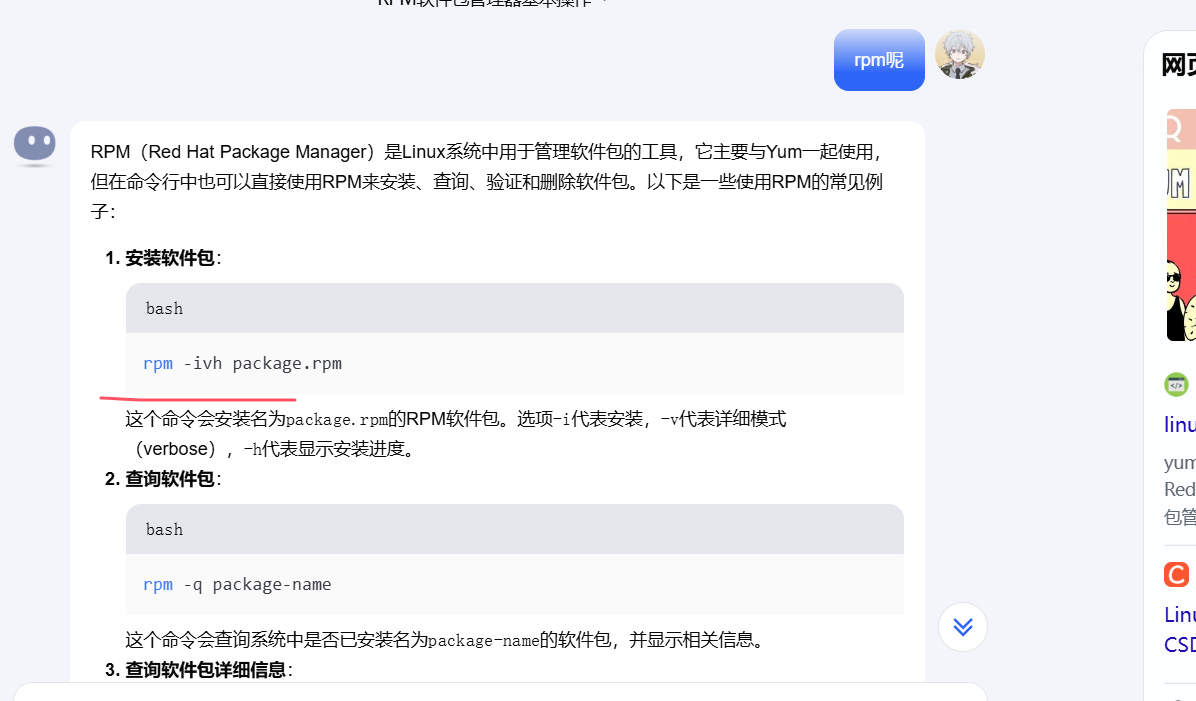 RPM软件包管理器基本操作
rpm呢
RPM（Red Hat Package Manager）是Linux系统中用于管理软件包的工具，它主要与Yum一起使用，
但在命令行中也可以直接使用RPM来安装、查询、验证和删除软件包。以下是一些使用RPM的常见例
子：
1. 安装软件包：
bash
rpm -ivh package.rpm
这个命令会安装名为package.rpm的RPM软件包。选项-i代表安装，-v代表详细模式
（verbose），-h代表显示安装进度。
2. 查询软件包：
bash
rpm -q package-name
这个命令会查询系统中是否已安装名为package-name的软件包，并显示相关信息。
3. 查询软件包详细信息：
网页
linu
yum
Red
包管
C
Linu
CSD